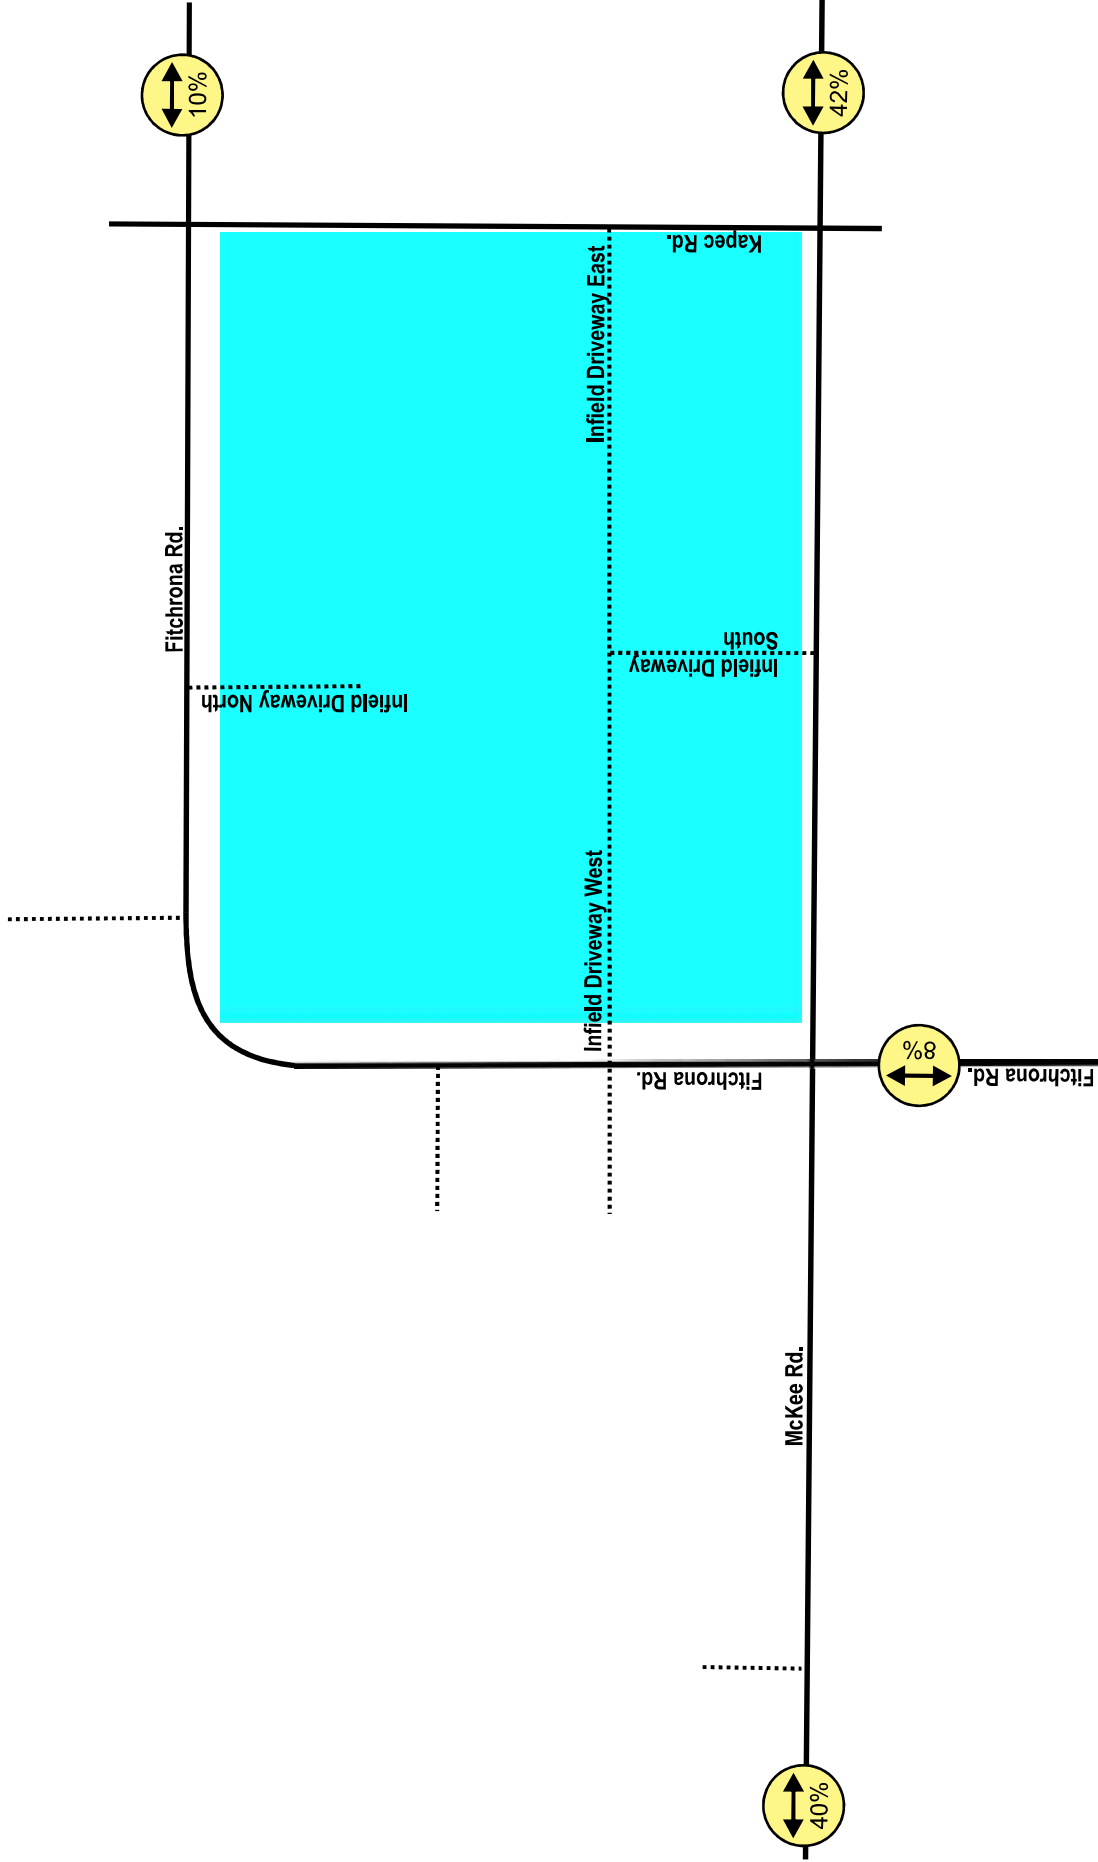 10%
42%
Kapec Rd.
Infield Driveway East
Fitchrona Rd.
Infield Driveway
South
Infield Driveway North
Infield Driveway West
8%
Fitchrona Rd.
Fitchrona Rd.
McKee Rd.
40%